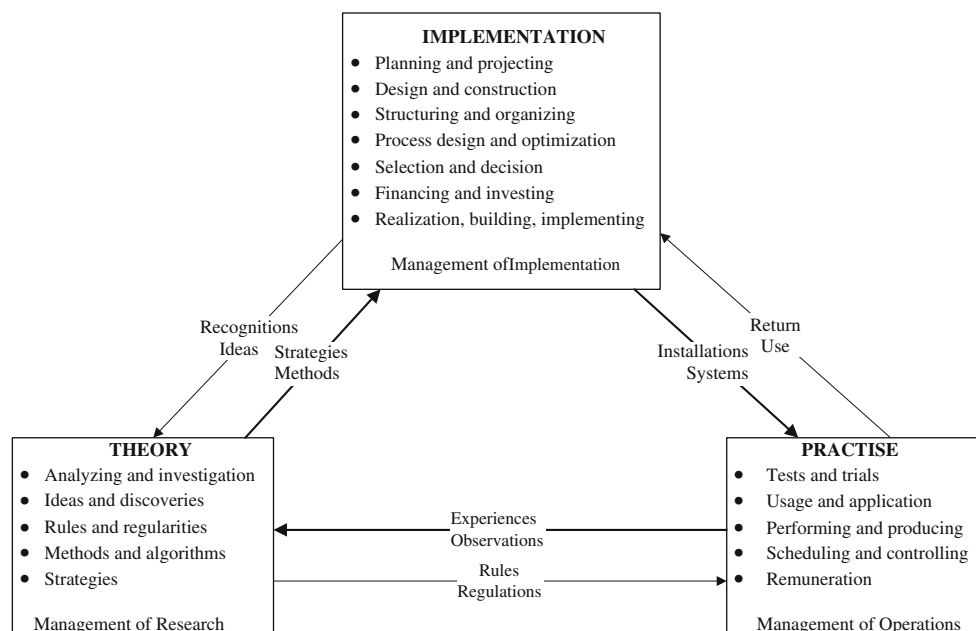 IMPLEMENTATION
• Planning and projecting
• Design and construction
• Structuring and organizing
• Process design and optimization
• Selection and decision
• Financing and investing
• Realization, building, implementing
Management ofImplementation
Recognitions
Ideas
Strategies
Methods
Installations
Systems
Return
Use
THEORY
• Analyzing and investigation
• Ideas and discoveries
• Rules and regularities
• Methods and algorithms
• Strategies
Management of Research
Experiences
Observations
Rules
Regulations
PRACTISE
• Tests and trials
• Usage and application
• Performing and producing
• Scheduling and controlling
• Remuneration
Management of Operations